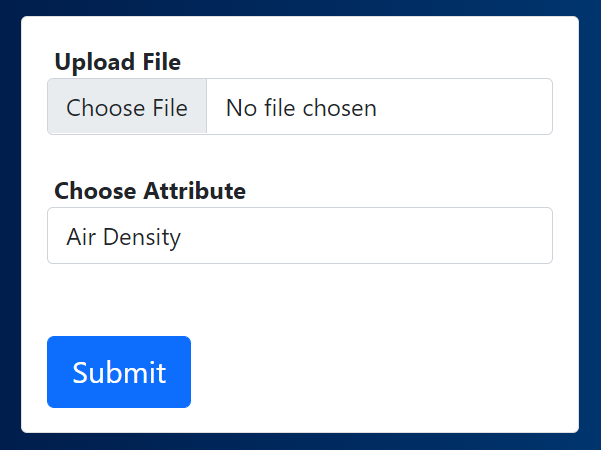 Upload File
Choose File No file chosen
Choose Attribute
Air Density
Submit